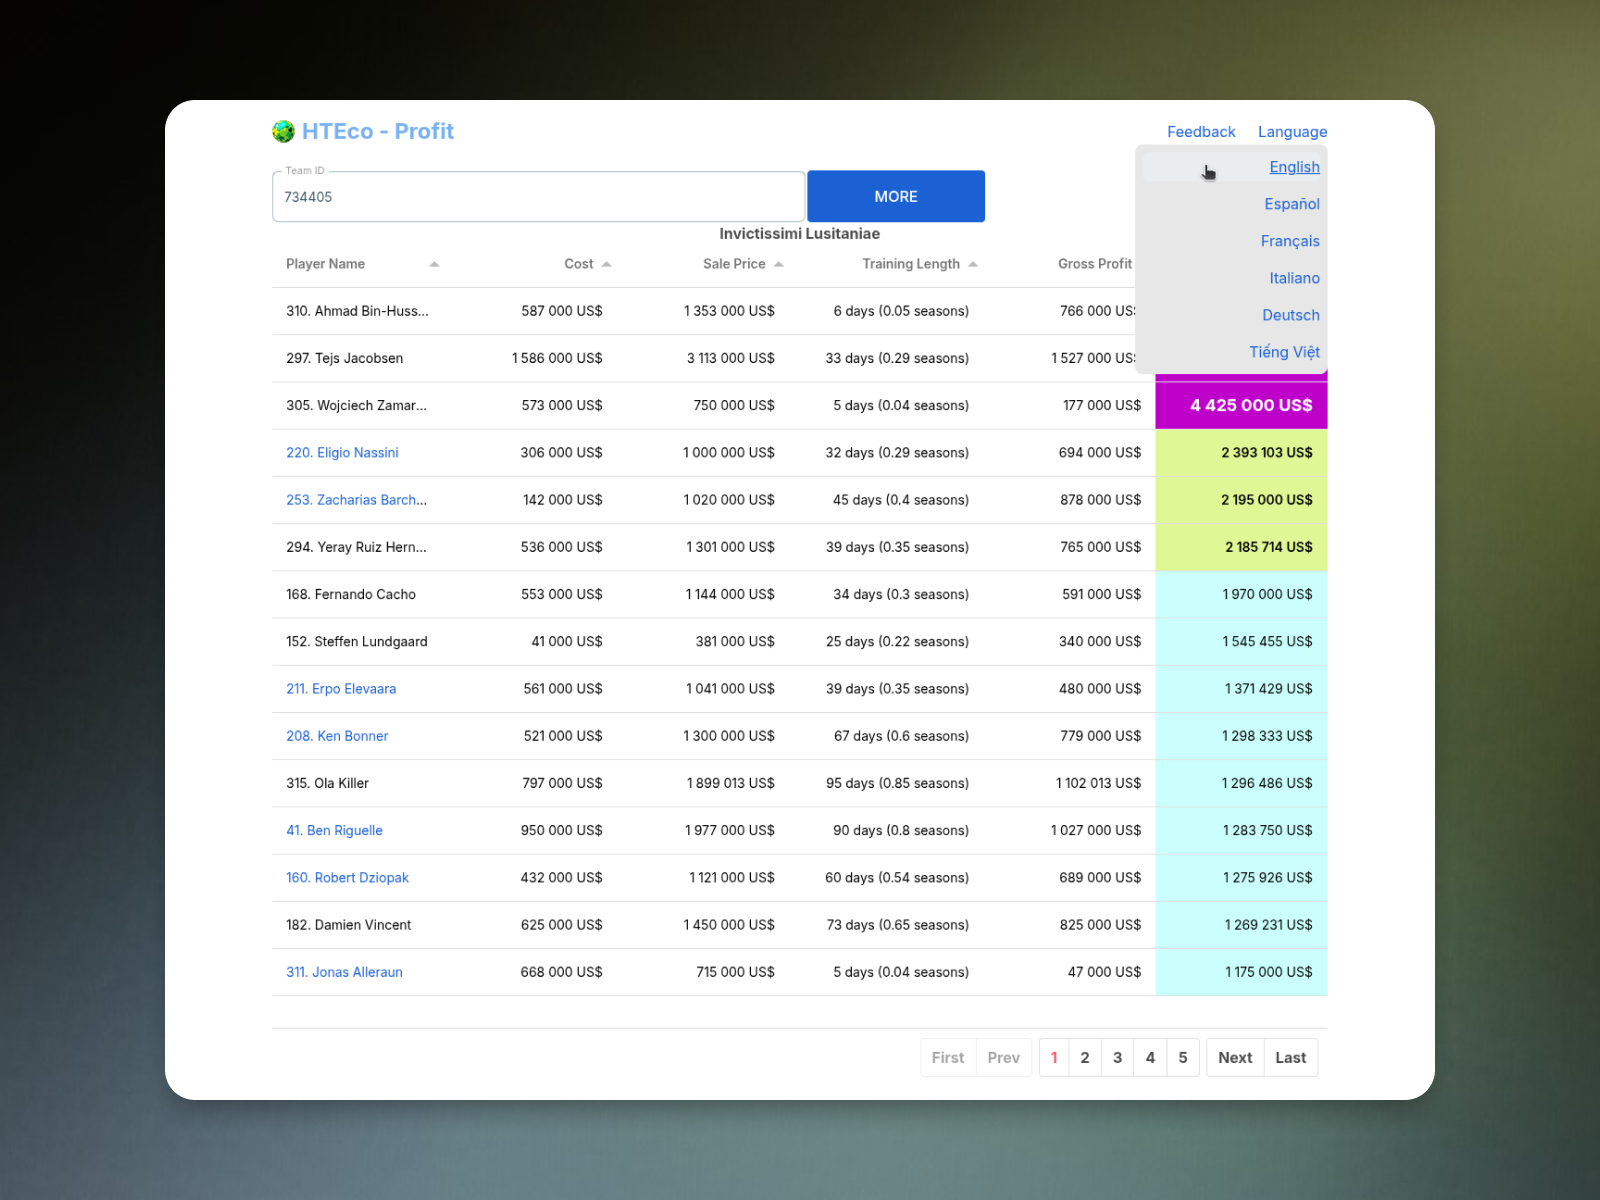 HTEco - Profit
Feedback Language
Team ID
734405
MORE
English
Español
Français
Italiano
Deutsch
Tiếng Việt
Invictissimi Lusitaniae
Player Name Cost Sale Price Training Length Gross Profit
310. Ahmad Bin-Huss... 587 000 US$ 1 353 000 US$ 6 days (0.05 seasons) 766 000 US$
297. Tejs Jacobsen 1 586 000 US$ 3 113 000 US$ 33 days (0.29 seasons) 1 527 000 US$
305. Wojciech Zamar... 573 000 US$ 750 000 US$ 5 days (0.04 seasons) 177 000 US$ 4 425 000 US$
220. Eligio Nassini 306 000 US$ 1 000 000 US$ 32 days (0.29 seasons) 694 000 US$ 2 393 103 US$
253. Zacharias Barch... 142 000 US$ 1 020 000 US$ 45 days (0.4 seasons) 878 000 US$ 2 195 000 US$
294. Yeray Ruiz Hern... 536 000 US$ 1 301 000 US$ 39 days (0.35 seasons) 765 000 US$ 2 185 714 US$
168. Fernando Cacho 553 000 US$ 1 144 000 US$ 34 days (0.3 seasons) 591 000 US$ 1 970 000 US$
152. Steffen Lundgaard 41 000 US$ 381 000 US$ 25 days (0.22 seasons) 340 000 US$ 1 545 455 US$
211. Erpo Elevaara 561 000 US$ 1 041 000 US$ 39 days (0.35 seasons) 480 000 US$ 1 371 429 US$
208. Ken Bonner 521 000 US$ 1 300 000 US$ 67 days (0.6 seasons) 779 000 US$ 1 298 333 US$
315. Ola Killer 797 000 US$ 1 899 013 US$ 95 days (0.85 seasons) 1 102 013 US$ 1 296 486 US$
41. Ben Riguelle 950 000 US$ 1 977 000 US$ 90 days (0.8 seasons) 1 027 000 US$ 1 283 750 US$
160. Robert Dziopak 432 000 US$ 1 121 000 US$ 60 days (0.54 seasons) 689 000 US$ 1 275 926 US$
182. Damien Vincent 625 000 US$ 1 450 000 US$ 73 days (0.65 seasons) 825 000 US$ 1 269 231 US$
311. Jonas Alleraun 668 000 US$ 715 000 US$ 5 days (0.04 seasons) 47 000 US$ 1 175 000 US$
First Prev 1 2 3 4 5 Next Last